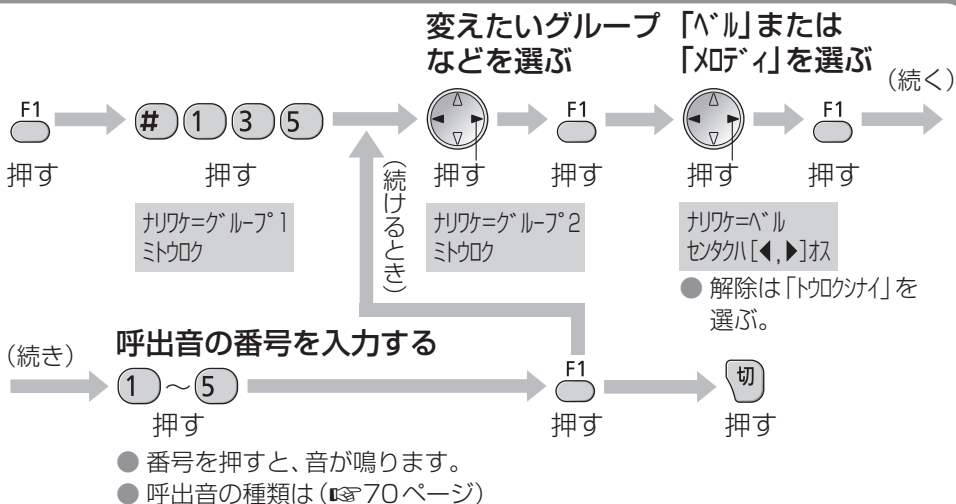 変えたいグループ
などを選ぶ
「ﾍﾞﾙ」または
「ﾒﾛﾃﾞｨ」を選ぶ
(続く)
F1
# 1 3 5
F1
F1
押す
押す
押す
押す
押す
押す
ﾅﾘﾜｹ=ｸﾞﾙｰﾌﾟ1
ﾐﾄｳﾛｸ
(続けるとき)
ﾅﾘﾜｹ=ｸﾞﾙｰﾌﾟ2
ﾐﾄｳﾛｸ
ﾅﾘﾜｹ=ﾍﾞﾙ
ｾﾝﾀｸﾊ[◀,▶]ｵｽ
● 解除は「ﾄｳﾛｸｼﾅｲ」を
選ぶ。
(続き)
呼出音の番号を入力する
1～5
F1
切
押す
押す
押す
● 番号を押すと、音が鳴ります。
● 呼出音の種類は(☞70ページ)